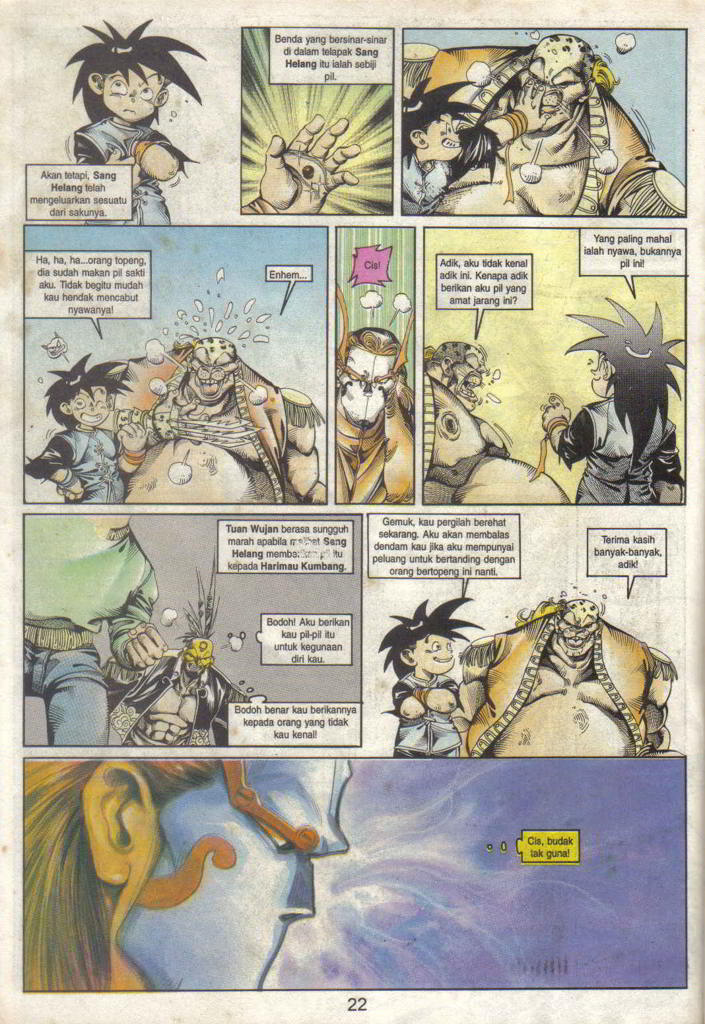 Akan tetapi, Sang
Helang telah
mengeluarkan sesuatu
dari sakunya.
Benda yang bersinar-sinar
di dalam telapak Sang
Helang itu ialah sebiji
pil.
Ha, ha, ha...orang topeng,
dia sudah makan pil sakti
aku. Tidak begitu mudah
kau hendak mencabut
nyawanya!
Enhem...
Cis!
Adik, aku tidak kenal
adik ini. Kenapa adik
berikan aku pil yang
amat jarang ini?
Yang paling mahal
ialah nyawa, bukannya
pil ini!
Tuan Wujan berasa sungguh
marah apabila melihat Sang
Helang pil itu
kepada Harimau Kumbang.
Bodoh! Aku berikan
kau pil-pil itu
untuk kegunaan
diri kau.
Bodoh benar kau berikannya
kepada orang yang tidak
kau kenal!
Gemuk, kau pergilah berehat
sekarang. Aku akan membalas
dendam kau jika aku mempunyai
peluang untuk bertanding dengan
orang bertopeng ini nanti.
Terima kasih
banyak-banyak,
adik!
Cis, budak
tak guna!
22